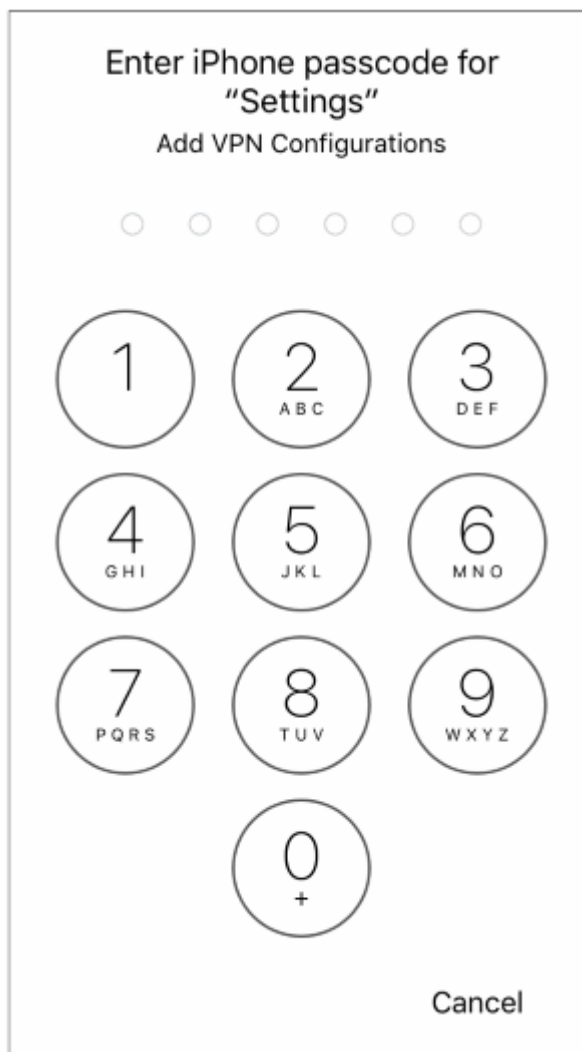 Enter iPhone passcode for
“Settings”
Add VPN Configurations
1 2 3
ABC DEF
4 5 6
GHI JKL MNO
7 8 9
PQRS TUV WXYZ
0
+
Cancel